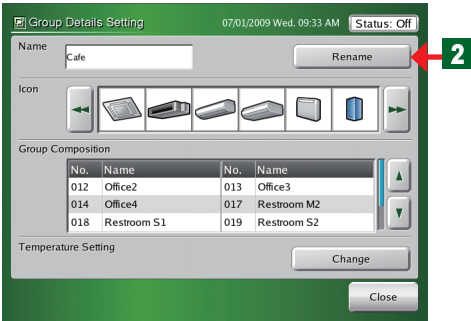 Group Details Setting 07/01/2009 Wed. 09:33 AM Status: Off
Name Cafe Rename 2
Icon
Group Composition
No. Name No. Name
012 Office2 013 Office3
014 Office4 017 Restroom M2
018 Restroom S1 019 Restroom S2
Temperature Setting
Change
Close